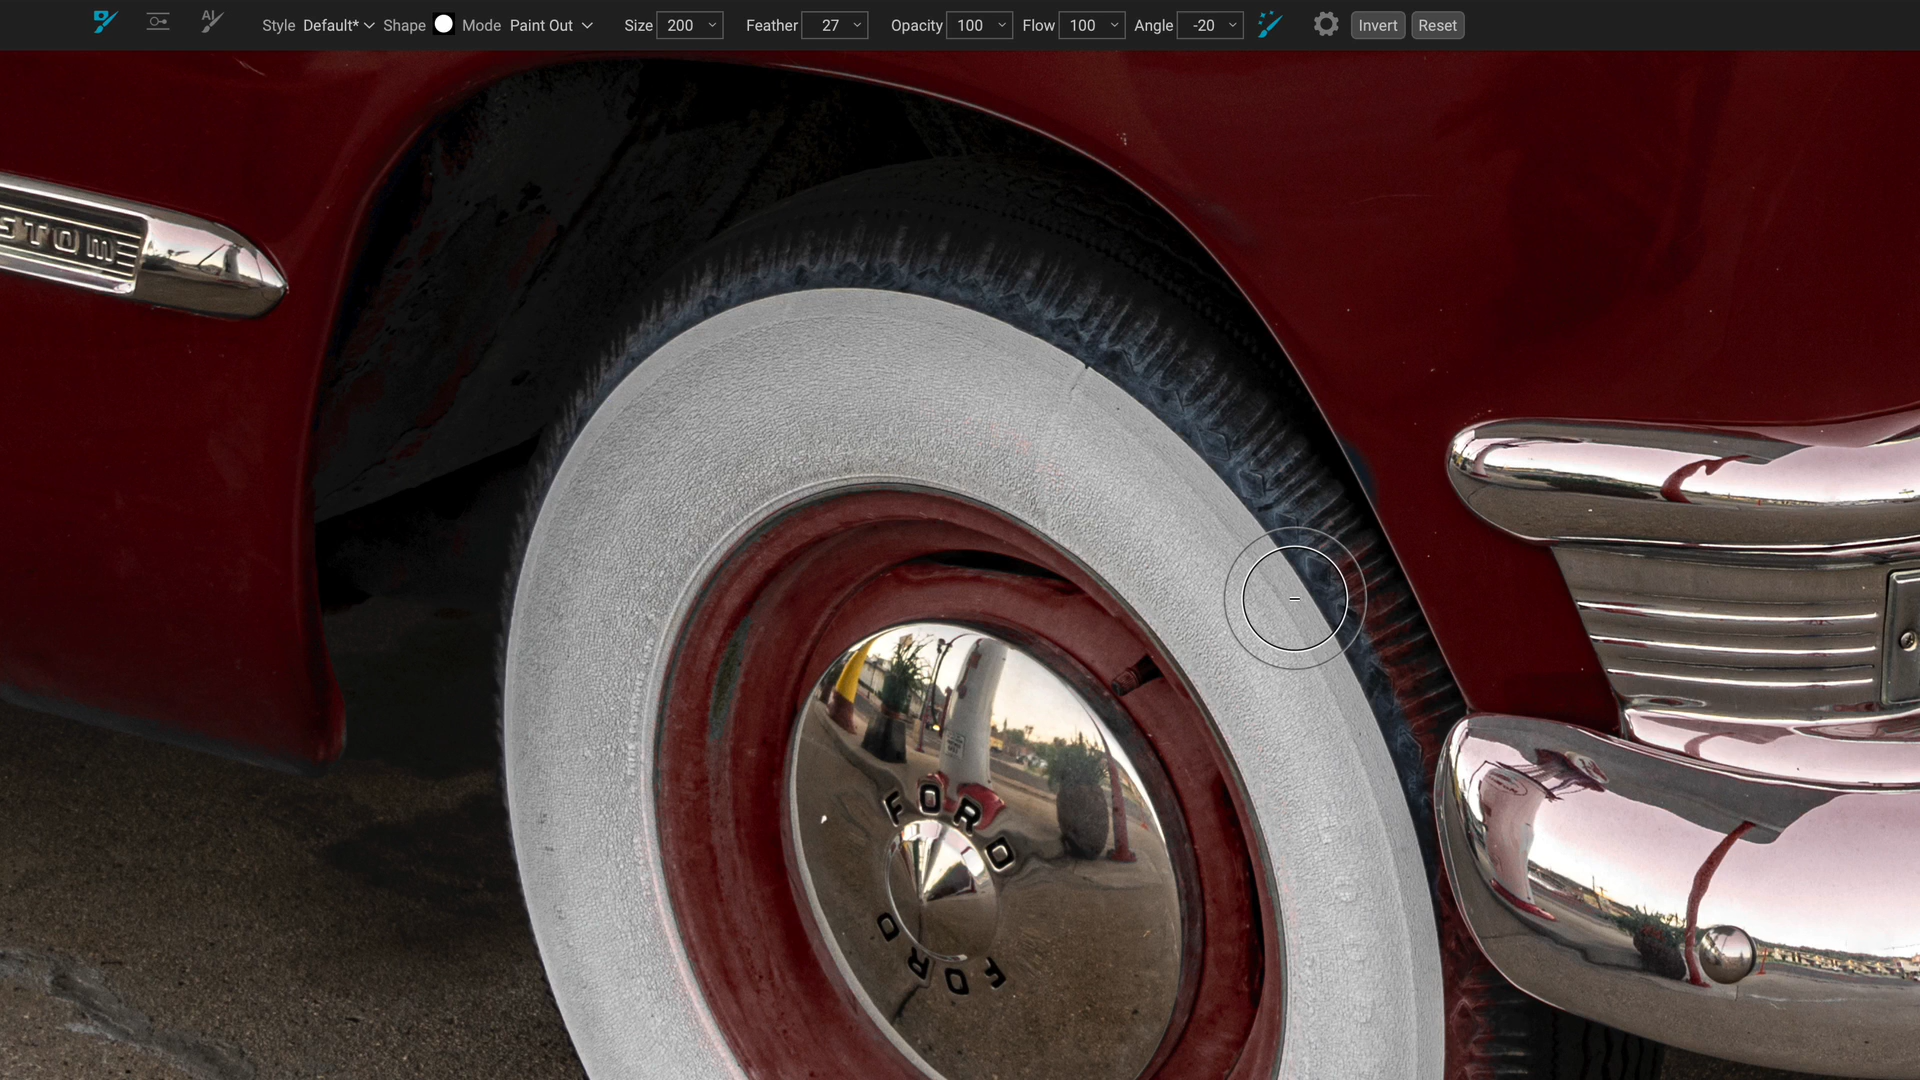 Style Default* Shape Mode Paint Out Size 200 Feather 27 Opacity 100 Flow 100 Angle -20 Invert Reset
STOM
FORD
FORD